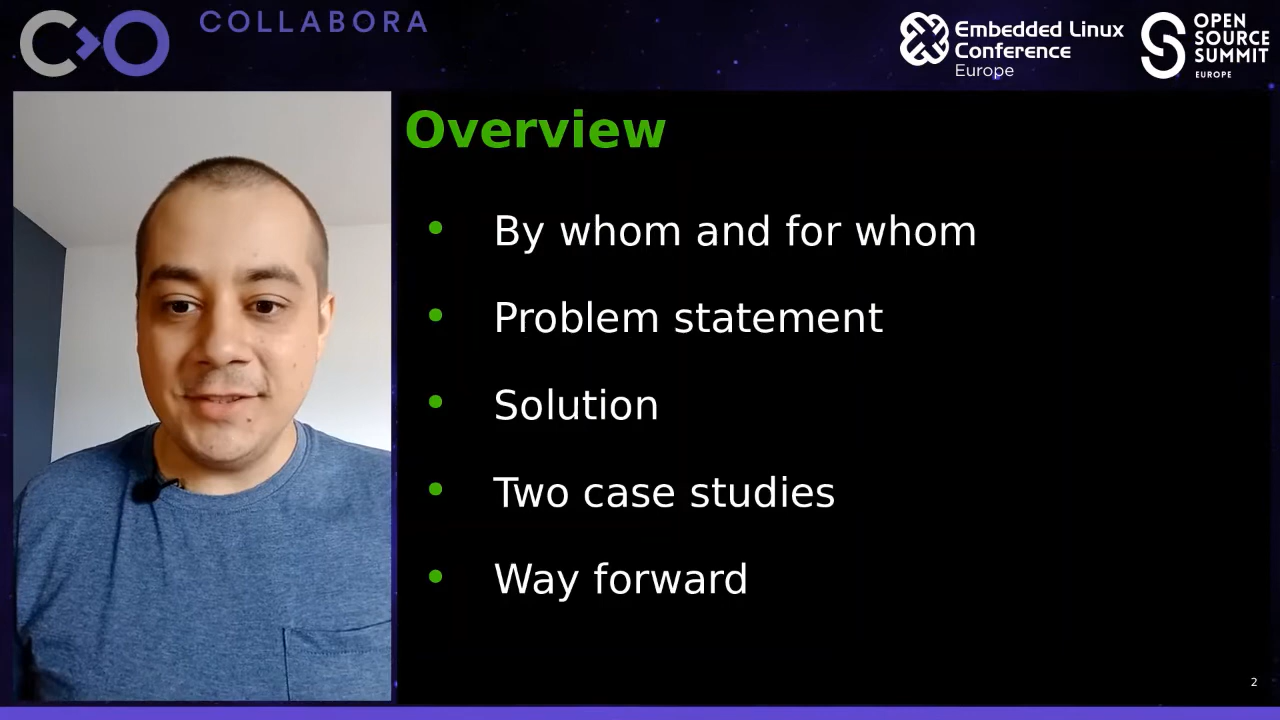 COLLABORA
Embedded Linux
Conference
Europe
OPEN
SOURCE
SUMMIT
EUROPE
Overview
• By whom and for whom
• Problem statement
• Solution
• Two case studies
• Way forward
2